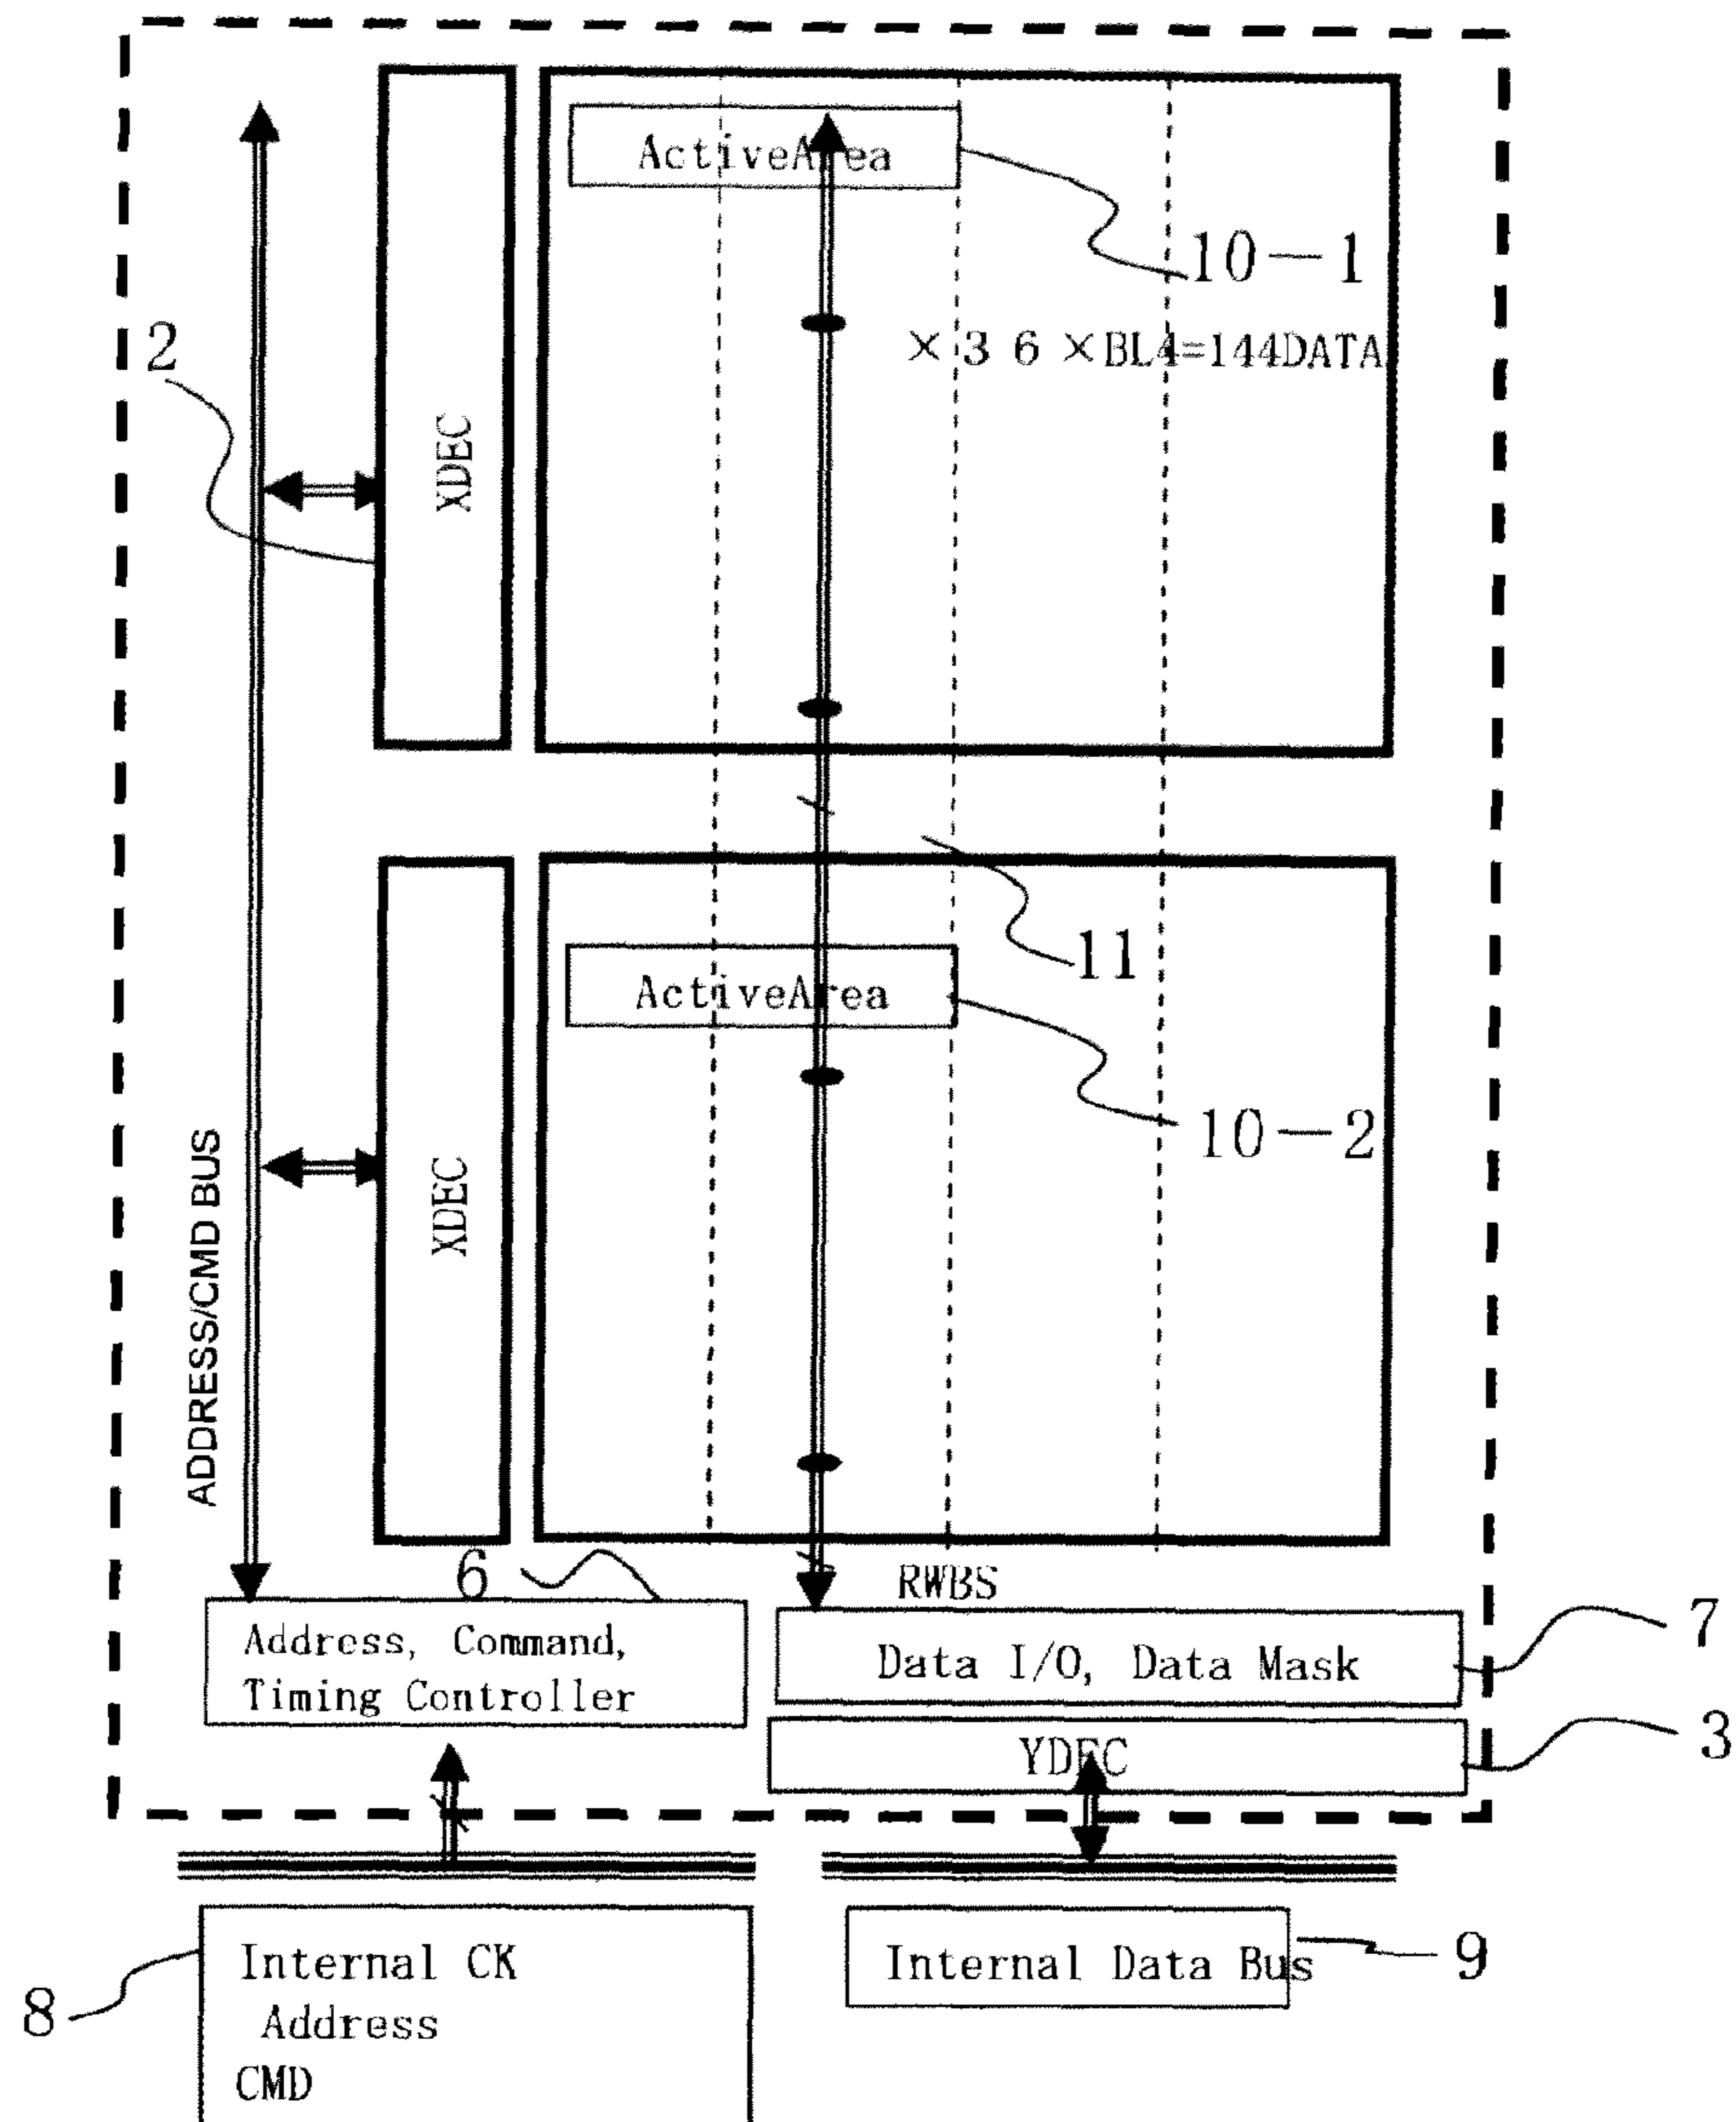 ActiveArea
10-1
×36×BL4=144DATA
2
XDEC
11
ActiveArea
10-2
XDEC
ADDRESS/CMD BUS
6
RWBS
Address, Command,
Timing Controller
Data I/O, Data Mask
7
YDEC
3
Internal CK
Address
CMD
8
Internal Data Bus
9